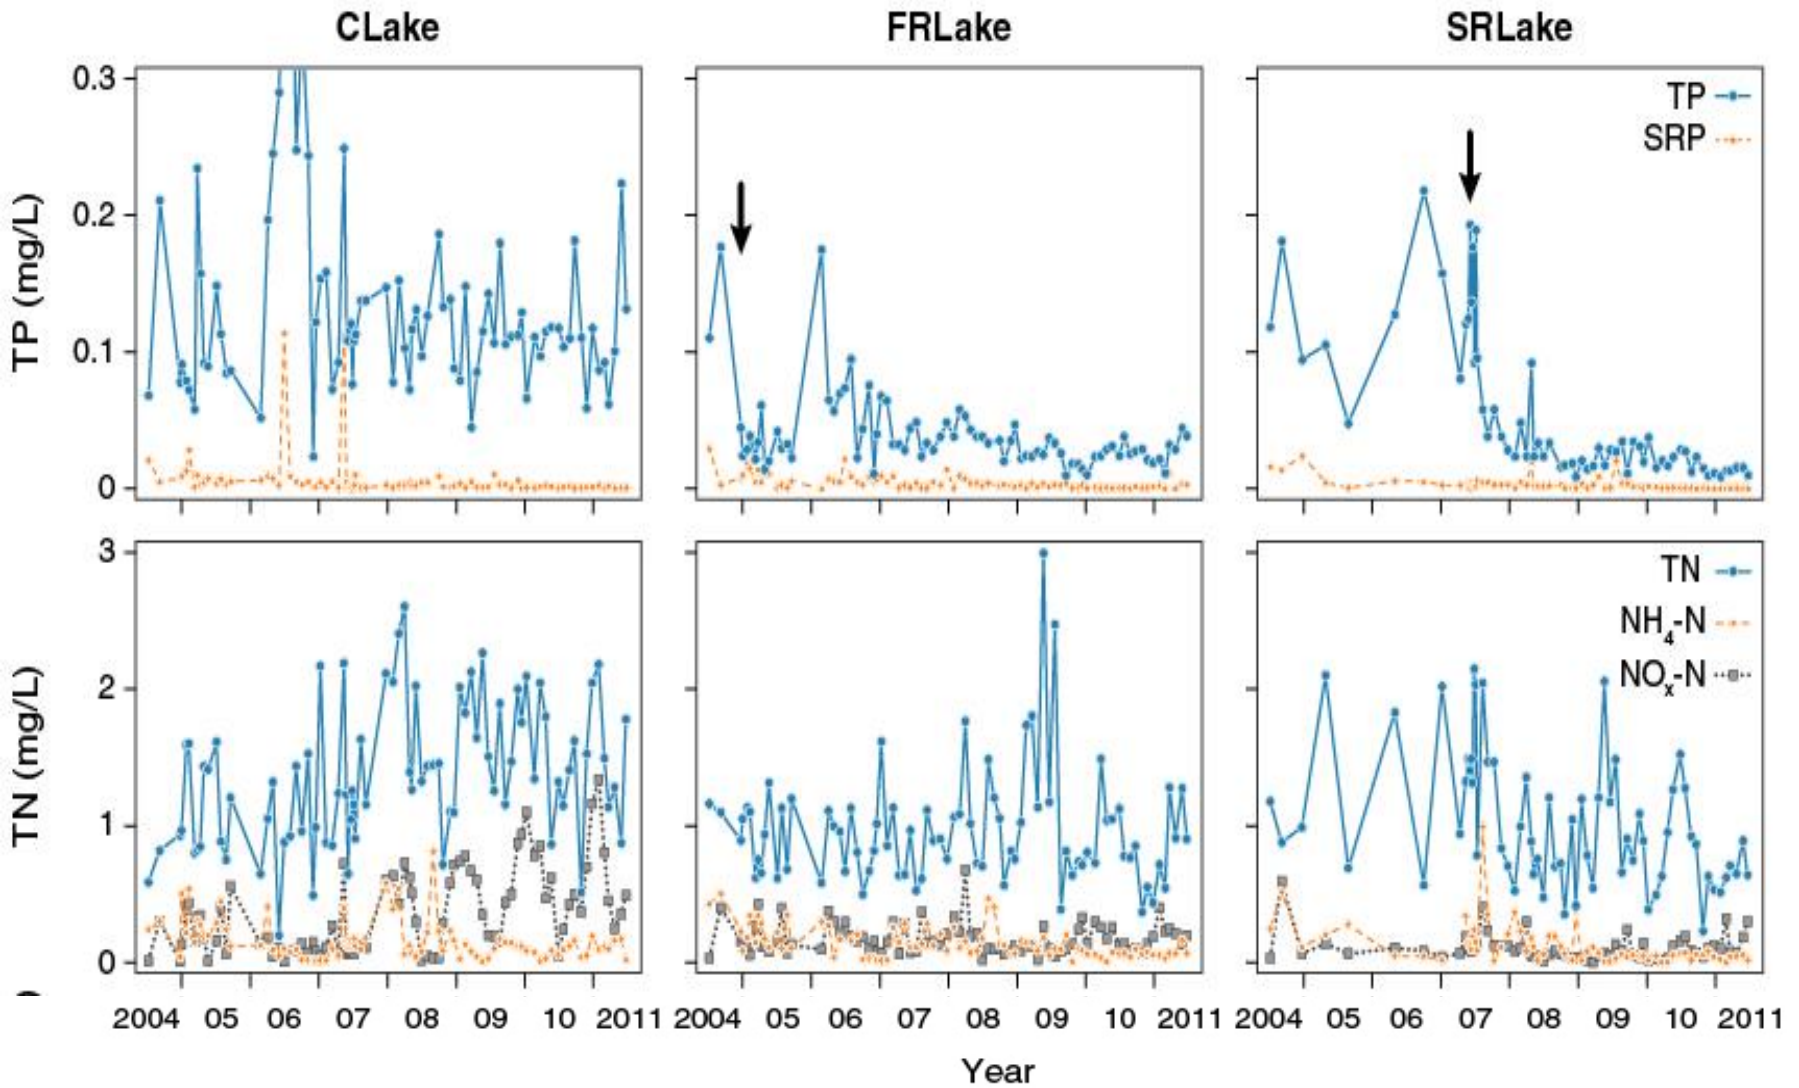 CLake FRLake SRLake
0.3
0.2
0.1
0
TP (mg/L)
TP
SRP
3
2
1
0
TN (mg/L)
TN
NH4-N
NOx-N
2004 05 06 07 08 09 10 2011 2004 05 06 07 08 09 10 2011 2004 05 06 07 08 09 10 2011
Year